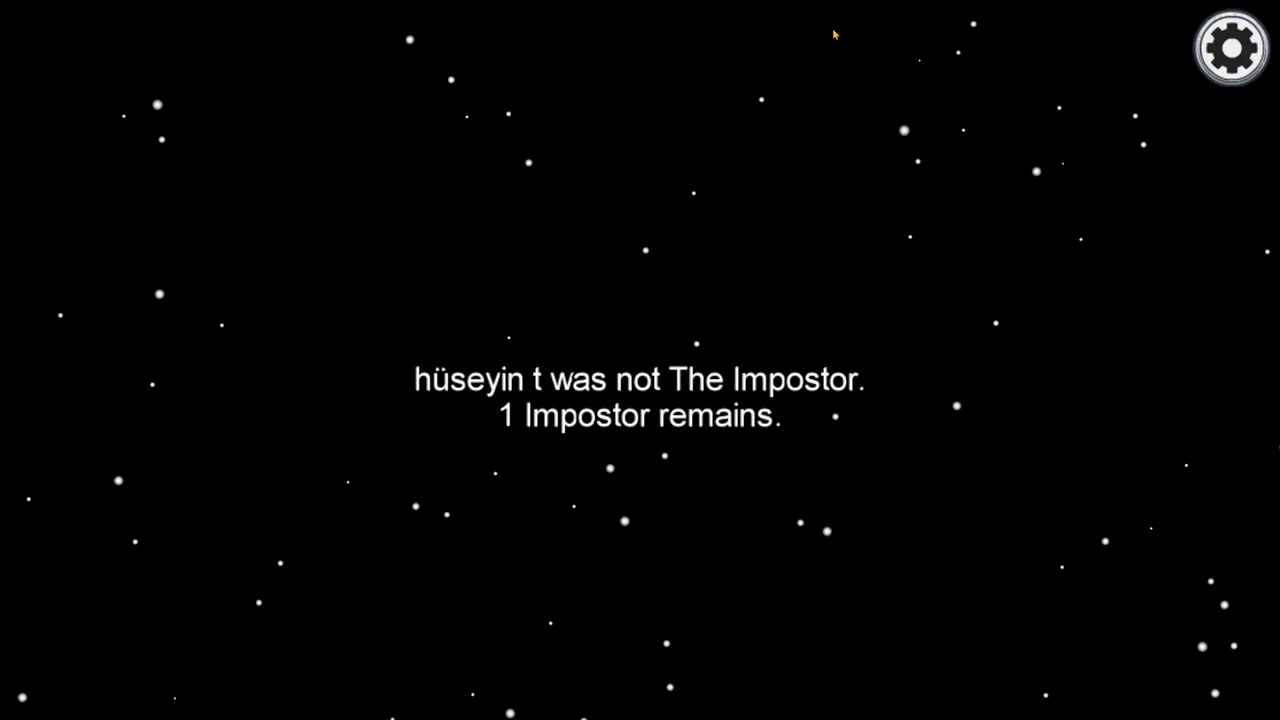 hüseyin t was not The Impostor.
1 Impostor remains.